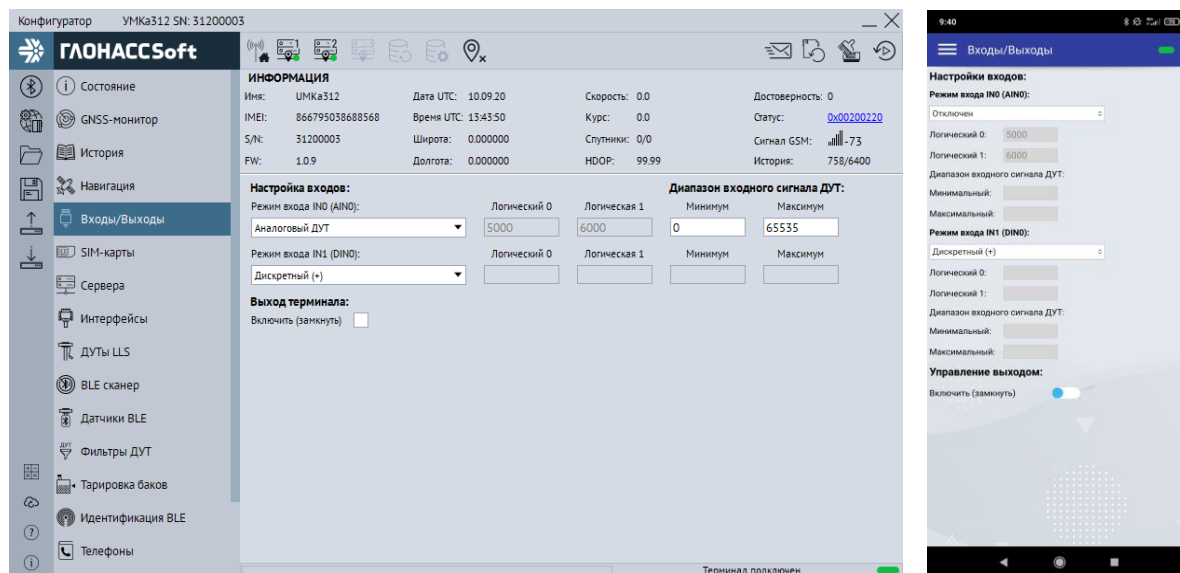 Конфигуратор УМКа312 SN: 31200003
ГЛОНАССSoft
1 2
Состояние
GNSS-монитор
История
Навигация
Входы/Выходы
SIM-карты
Сервера
Интерфейсы
ДУТы LLS
BLE сканер
Датчики BLE
Фильтры ДУТ
Тарировка баков
Идентификация BLE
Телефоны
ИНФОРМАЦИЯ
Имя: UMKa312 Дата UTC: 10.09.20 Скорость: 0.0 Достоверность: 0
IMEI: 866795038688568 Время UTC: 13:43:50 Курс: 0.0 Статус: 0x00200220
S/N: 31200003 Широта: 0.000000 Спутники: 0/0 Сигнал GSM: -73
FW: 1.0.9 Долгота: 0.000000 HDOP: 99.99 История: 758/6400
Настройка входов: Диапазон входного сигнала ДУТ:
Режим входа IN0 (AIN0): Логический 0 Логическая 1 Минимум Максимум
Аналоговый ДУТ 5000 6000 0 65535
Режим входа IN1 (DIN0): Логический 0 Логическая 1 Минимум Максимум
Дискретный (+)
Выход терминала:
Включить (замкнуть)
Терминал подключен
9:40
Входы/Выходы
Настройки входов:
Режим входа IN0 (AIN0):
Отключен
Логический 0: 5000
Логический 1: 6000
Диапазон входного сигнала ДУТ:
Минимальный:
Максимальный:
Режим входа IN1 (DIN0):
Дискретный (+)
Логический 0:
Логический 1:
Диапазон входного сигнала ДУТ:
Минимальный:
Максимальный:
Управление выходом:
Включить (замкнуть)